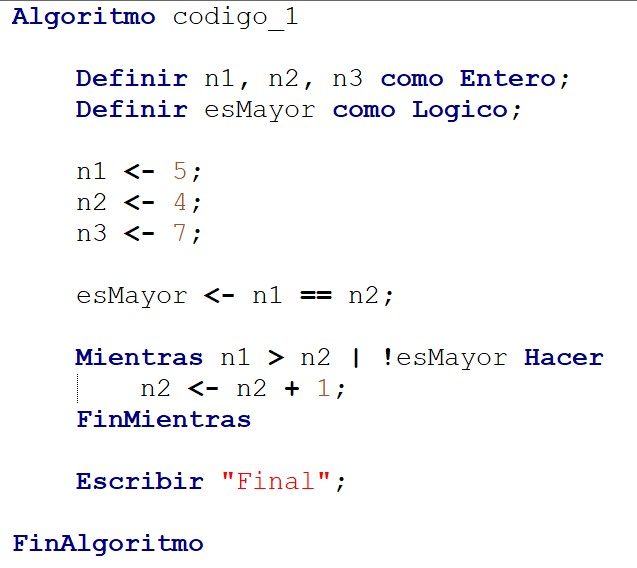 Algoritmo codigo_1
Definir n1, n2, n3 como Entero;
Definir esMayor como Logico;
n1 <- 5;
n2 <- 4;
n3 <- 7;
esMayor <- n1 == n2;
Mientras n1 > n2 | !esMayor Hacer
n2 <- n2 + 1;
FinMientras
Escribir "Final";
FinAlgoritmo